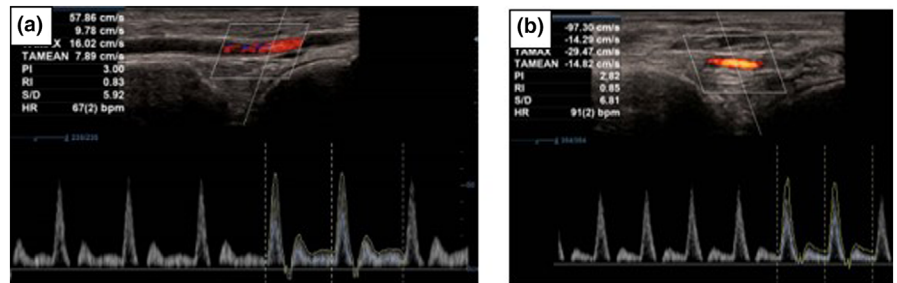 (a)
57.86 cm/s
9.78 cm/s
X 16.02 cm/s
TAMEAN 7.89 cm/s
PI 3.00
RI 0.83
S/D 5.92
HR 67(2) bpm
(b)
-97.30 cm/s
-14.29 cm/s
TAMAX -29.47 cm/s
TAMEAN -14.82 cm/s
PI 2.82
RI 0.85
S/D 6.81
HR 91(2) bpm